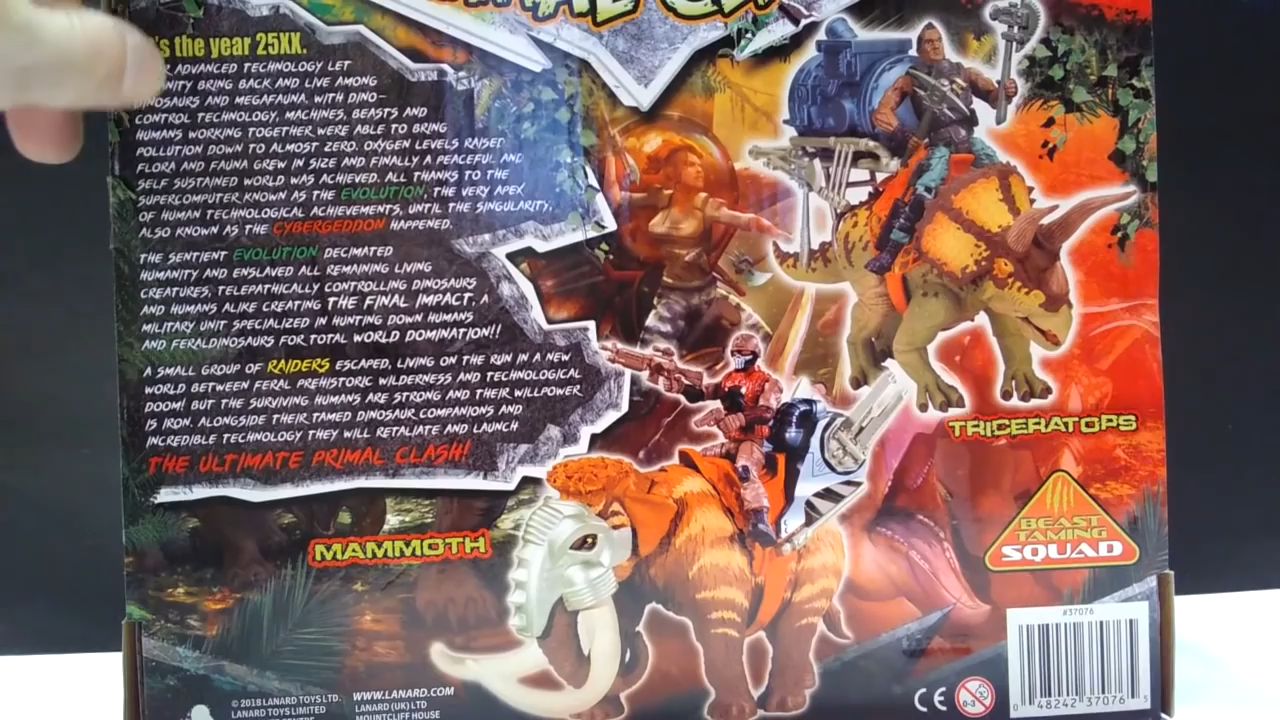 's the year 25XX.
ADVANCED TECHNOLOGY LET
BRING BACK AND LIVE AMONG
DINOSAURS AND MEGAFAUNA. WITH DINO-
CONTROL TECHNOLOGY, MACHINES, BEASTS AND
HUMANS WORKING TOGETHER WERE ABLE TO BRING
POLLUTION DOWN TO ALMOST ZERO. OXYGEN LEVELS RAISED
FLORA AND FAUNA GREW IN SIZE AND FINALLY A PEACEFUL AND
SELF SUSTAINED WORLD WAS ACHIEVED. ALL THANKS TO THE
SUPERCOMPUTER KNOWN AS THE EVOLUTION, THE VERY APEX
OF HUMAN TECHNOLOGICAL ACHIEVEMENTS, UNTIL THE SINGULARITY,
ALSO KNOWN AS THE CYBERGEDDON HAPPENED.
THE SENTIENT EVOLUTION DECIMATED
HUMANITY AND ENSLAVED ALL REMAINING LIVING
CREATURES, TELEPATHICALLY CONTROLLING DINOSAURS
AND HUMANS ALIKE CREATING THE FINAL IMPACT, A
MILITARY UNIT SPECIALIZED IN HUNTING DOWN HUMANS
AND FERALDINOSAURS FOR TOTAL WORLD DOMINATION!!
A SMALL GROUP OF RAIDERS ESCAPED, LIVING ON THE RUN IN A NEW
WORLD BETWEEN FERAL PREHISTORIC WILDERNESS AND TECHNOLOGICAL
DOOM! BUT THE SURVIVING HUMANS ARE STRONG AND THEIR WILLPOWER
IS IRON. ALONGSIDE THEIR TAMED DINOSAUR COMPANIONS AND
INCREDIBLE TECHNOLOGY THEY WILL RETALIATE AND LAUNCH
THE ULTIMATE PRIMAL CLASH!
TRICERATOPS
BEAST
TAMING
SQUAD
MAMMOTH
#37076
0 48242 37076 5
CE
0-3
© 2018 LANARD TOYS LTD.
LANARD TOYS LIMITED
WWW.LANARD.COM
LANARD (UK) LTD
MOUNTCLIFF HOUSE